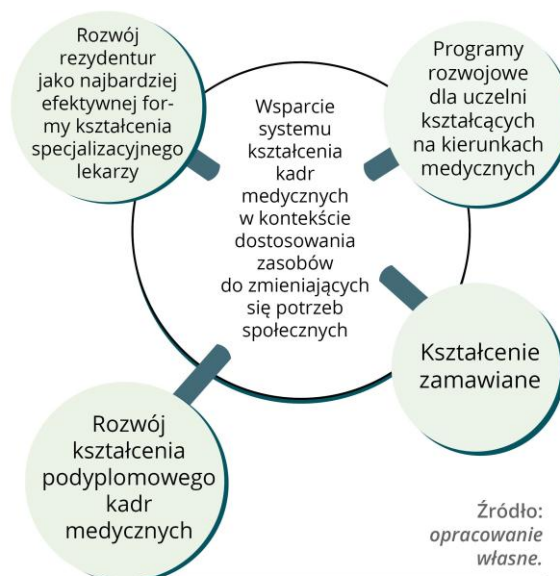 Rozwój
rezydentur
jako najbardziej
efektywnej for-
my kształcenia
specjalizacyjnego
lekarzy
Programy
rozwojowe
dla uczelni
kształcących
na kierunkach
medycznych
Wsparcie
systemu
kształcenia
kadr
medycznych
w kontekście
dostosowania
zasobów
do zmieniających
się potrzeb
społecznych
Kształcenie
zamawiane
Rozwój
kształcenia
podyplomowego
kadr
medycznych
Źródło:
opracowanie
własne.